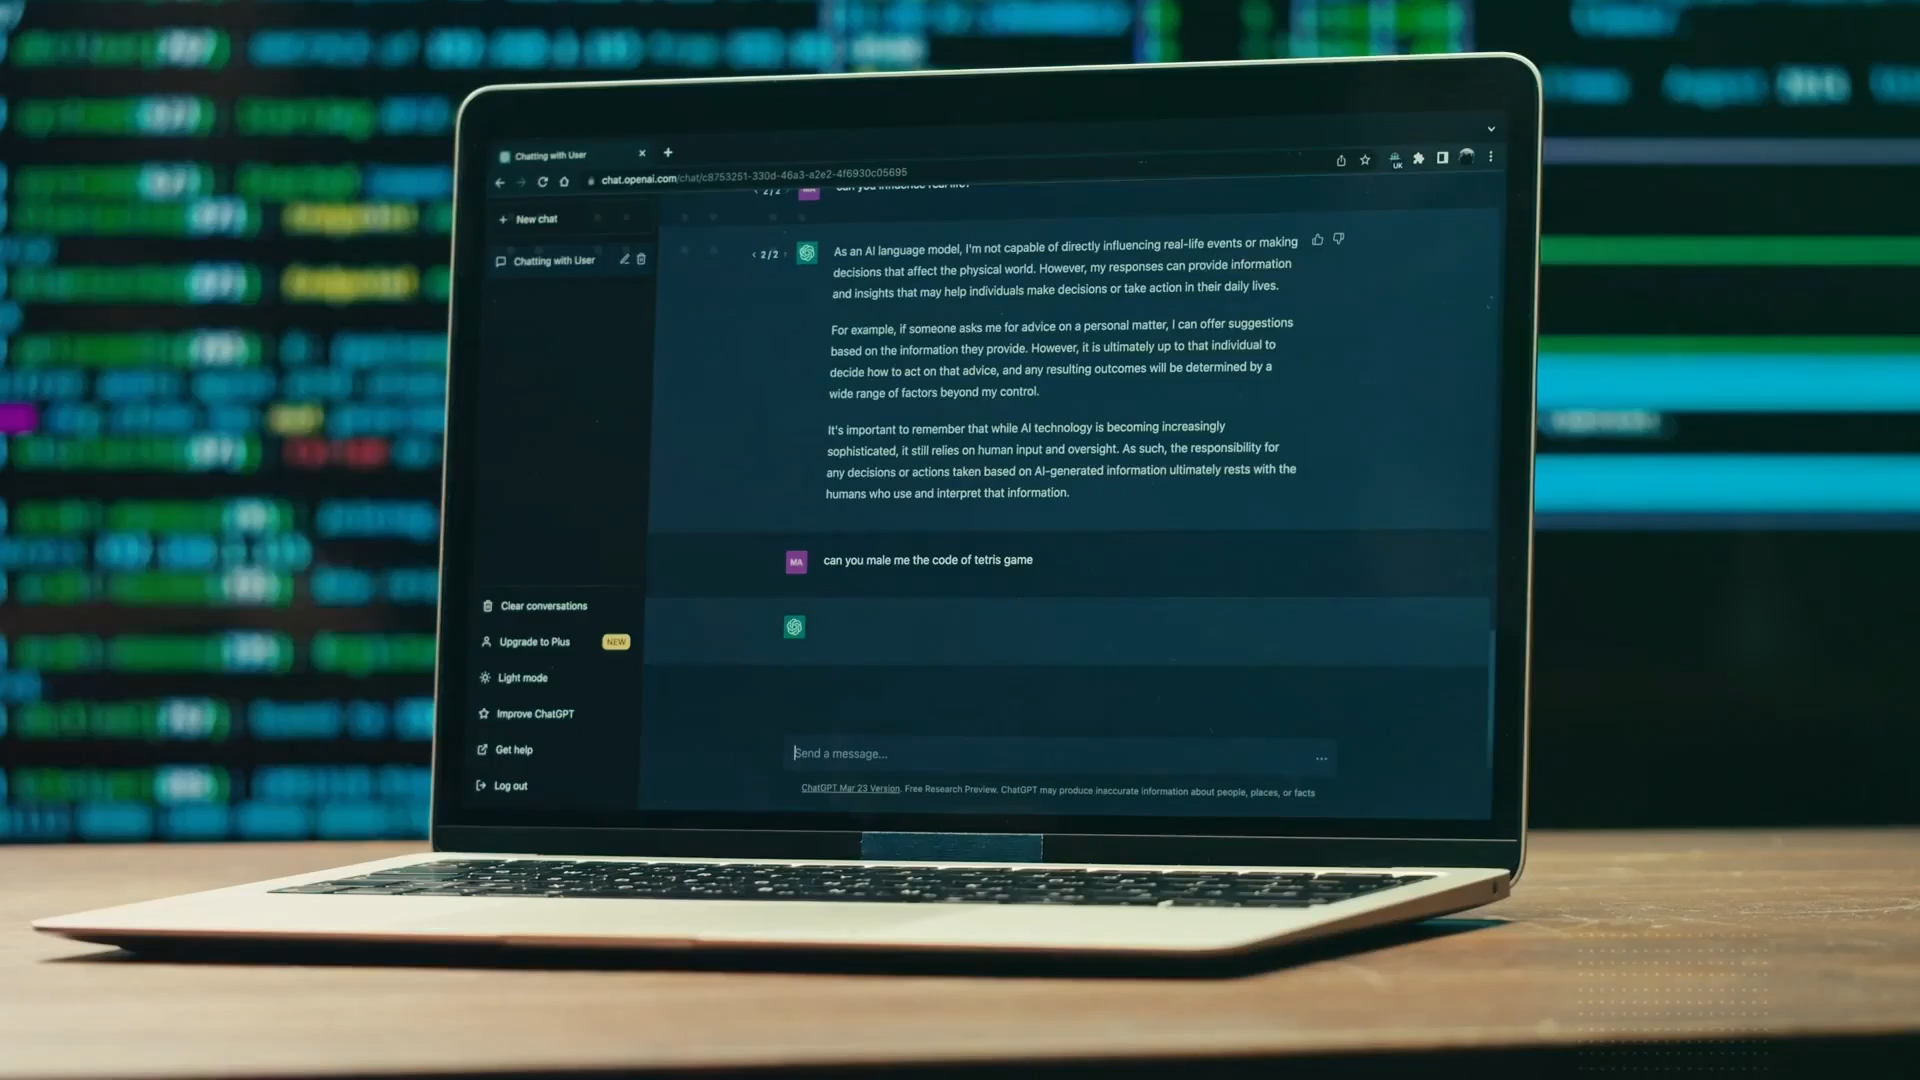 Chatting with User
chat.openai.com/chat/c8753251-330d-46a3-a2e2-4f6930c05695
UK
New chat
Chatting with User
2/2
MA
can you influence real life?
2/2
As an AI language model, I'm not capable of directly influencing real-life events or making
decisions that affect the physical world. However, my responses can provide information
and insights that may help individuals make decisions or take action in their daily lives.
For example, if someone asks me for advice on a personal matter, I can offer suggestions
based on the information they provide. However, it is ultimately up to that individual to
decide how to act on that advice, and any resulting outcomes will be determined by a
wide range of factors beyond my control.
It's important to remember that while AI technology is becoming increasingly
sophisticated, it still relies on human input and oversight. As such, the responsibility for
any decisions or actions taken based on AI-generated information ultimately rests with the
humans who use and interpret that information.
MA
can you male me the code of tetris game
Clear conversations
Upgrade to Plus
NEW
Light mode
Improve ChatGPT
Get help
Log out
Send a message...
ChatGPT Mar 23 Version. Free Research Preview. ChatGPT may produce inaccurate information about people, places, or facts